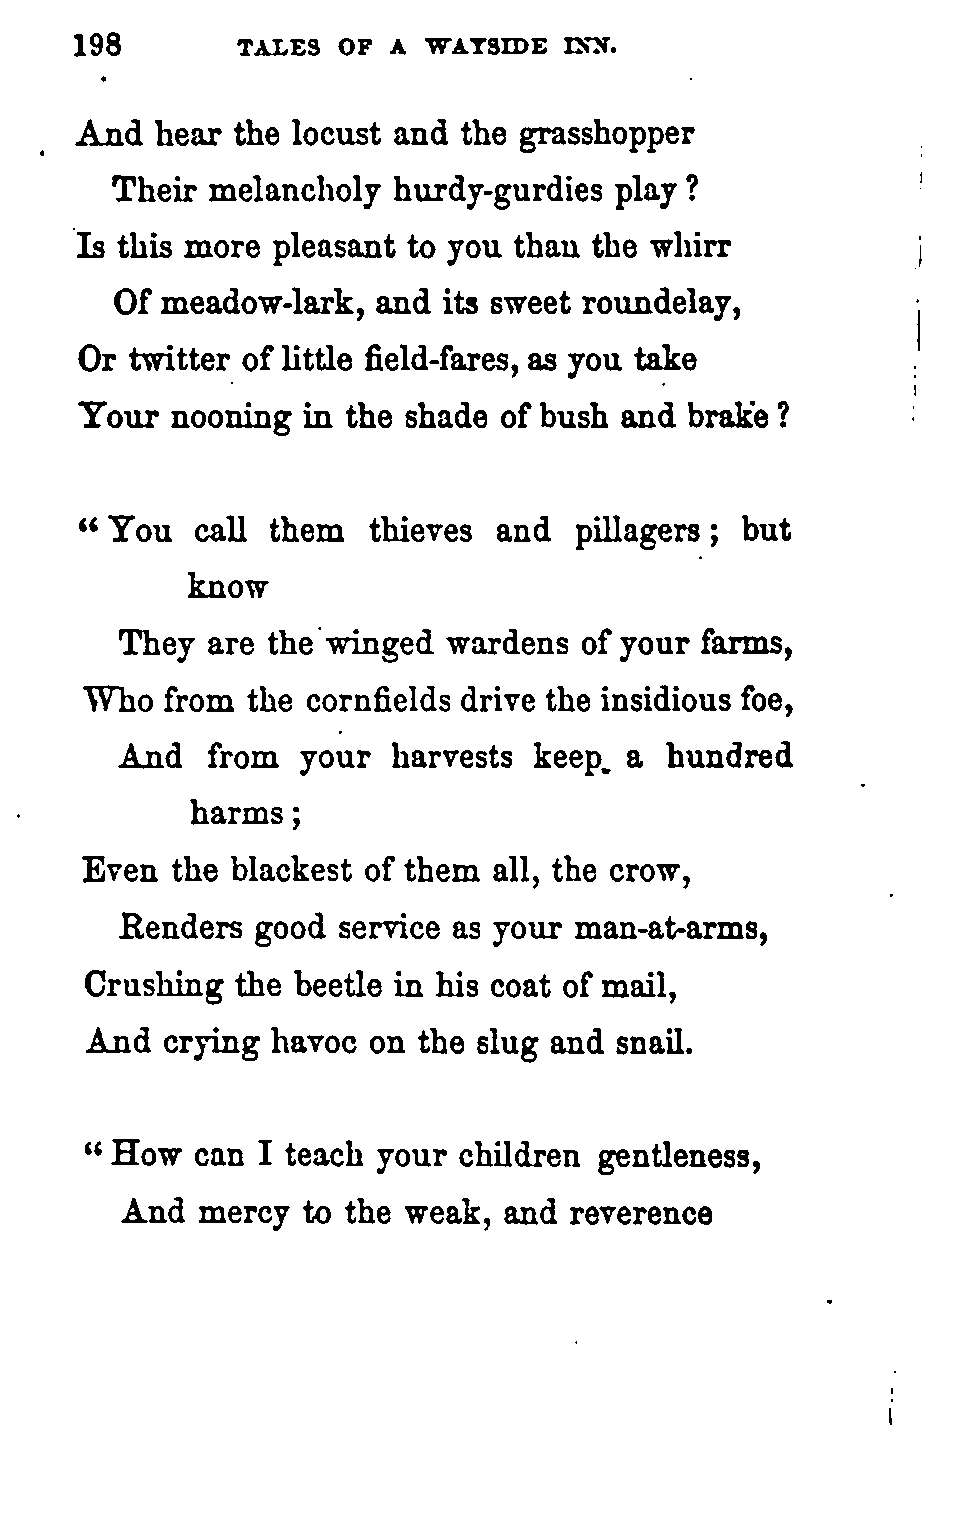 198 TALES OF A WAYSIDE INN.
And hear the locust and the grasshopper
Their melancholy hurdy-gurdies play?
Is this more pleasant to you than the whirr
Of meadow-lark, and its sweet roundelay,
Or twitter of little field-fares, as you take
Your nooning in the shade of bush and brake?
“You call them thieves and pillagers; but
know
They are the winged wardens of your farms,
Who from the cornfields drive the insidious foe,
And from your harvests keep a hundred
harms;
Even the blackest of them all, the crow,
Renders good service as your man-at-arms,
Crushing the beetle in his coat of mail,
And crying havoc on the slug and snail.
“How can I teach your children gentleness,
And mercy to the weak, and reverence